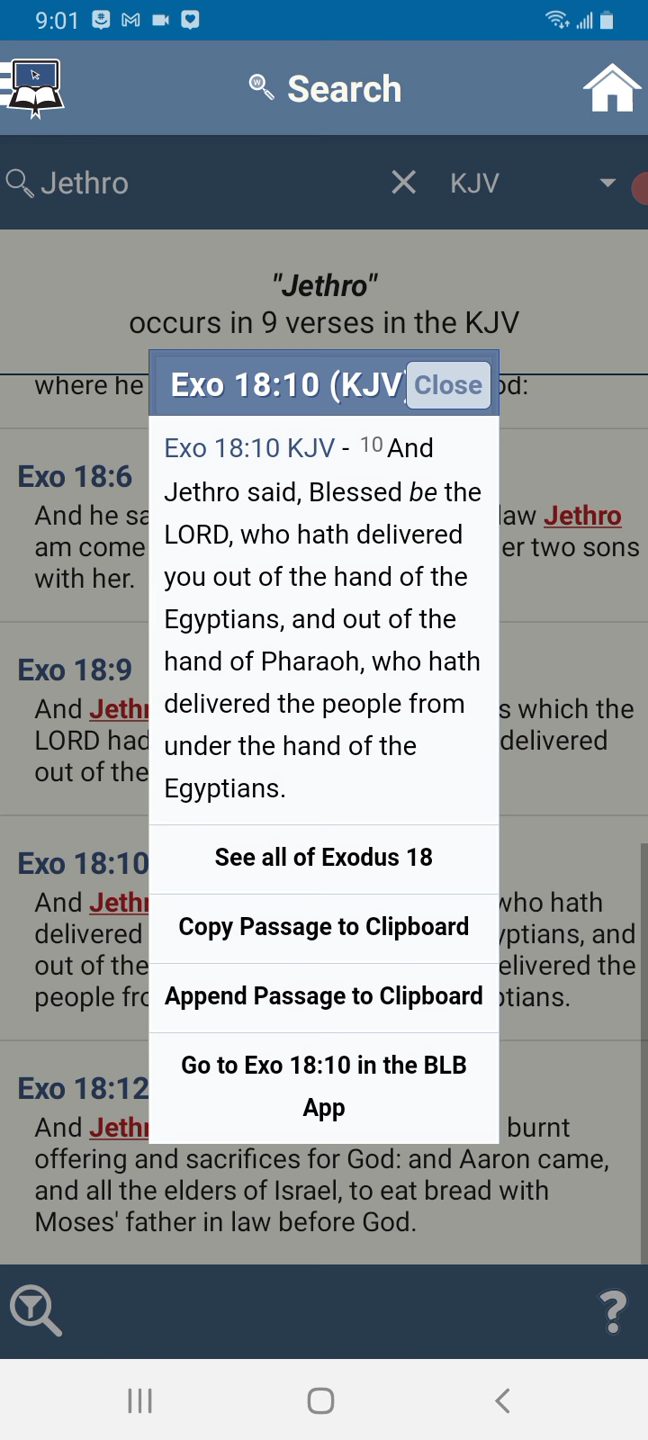 9:01
Search
Jethro
KJV
"Jethro"
occurs in 9 verses in the KJV
where he
od:
Exo 18:10 (KJV)
Close
Exo 18:10 KJV - 10 And
Jethro said, Blessed be the
LORD, who hath delivered
you out of the hand of the
Egyptians, and out of the
hand of Pharaoh, who hath
delivered the people from
under the hand of the
Egyptians.
See all of Exodus 18
Copy Passage to Clipboard
Append Passage to Clipboard
Go to Exo 18:10 in the BLB
App
Exo 18:6
And he sa law Jethro
am come er two sons
with her.
Exo 18:9
And Jethr s which the
LORD had delivered
out of the
Exo 18:10
And Jethr who hath
delivered yptians, and
out of the elivered the
people fro otians.
Exo 18:12
And Jethr burnt
offering and sacrifices for God: and Aaron came,
and all the elders of Israel, to eat bread with
Moses' father in law before God.